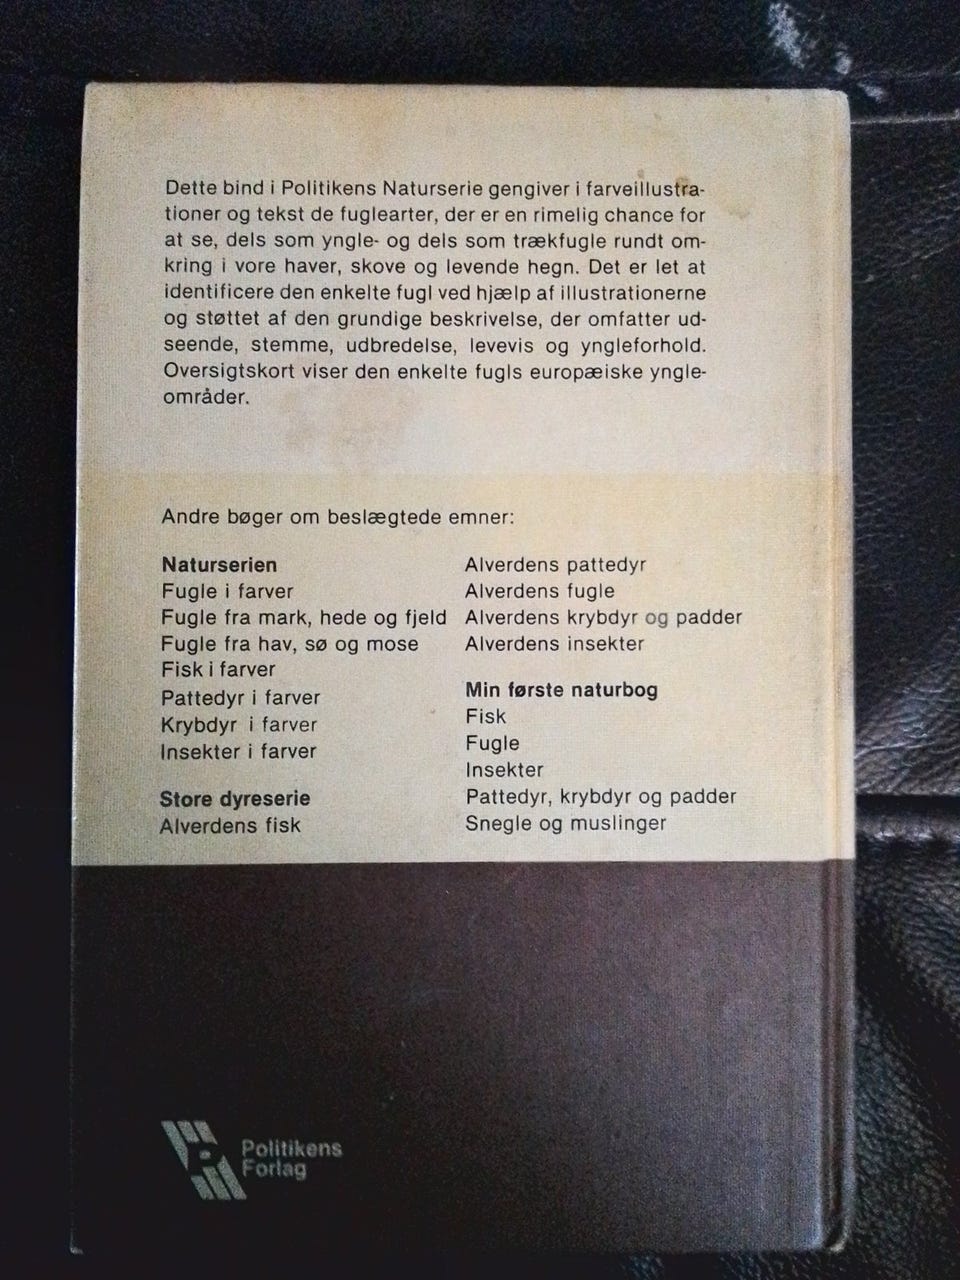 Dette bind i Politikens Naturserie gengiver i farveillustra-
tioner og tekst de fuglearter, der er en rimelig chance for
at se, dels som yngle- og dels som trækfugle rundt om-
kring i vore haver, skove og levende hegn. Det er let at
identificere den enkelte fugl ved hjælp af illustrationerne
og støttet af den grundige beskrivelse, der omfatter ud-
seende, stemme, udbredelse, levevis og yngleforhold.
Oversigtskort viser den enkelte fugls europæiske yngle-
områder.
Andre bøger om beslægtede emner:
Naturserien
Fugle i farver
Fugle fra mark, hede og fjeld
Fugle fra hav, sø og mose
Fisk i farver
Pattedyr i farver
Krybdyr i farver
Insekter i farver
Store dyreserie
Alverdens fisk
Alverdens pattedyr
Alverdens fugle
Alverdens krybdyr og padder
Alverdens insekter
Min første naturbog
Fisk
Fugle
Insekter
Pattedyr, krybdyr og padder
Snegle og muslinger
Politikens
Forlag